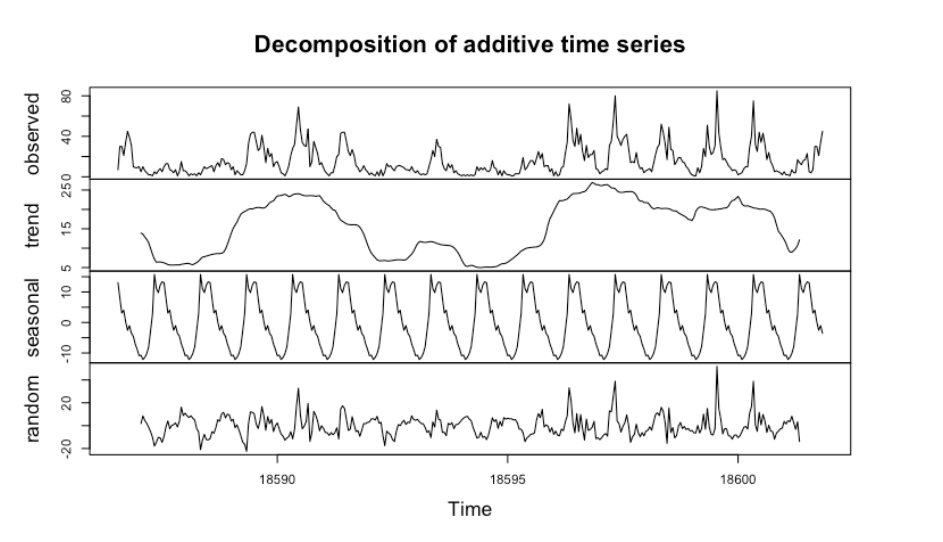 Decomposition of additive time series
observed
0 40 80
trend
5 15 25
seasonal
-10 0 10
random
-20 20
18590 18595 18600
Time